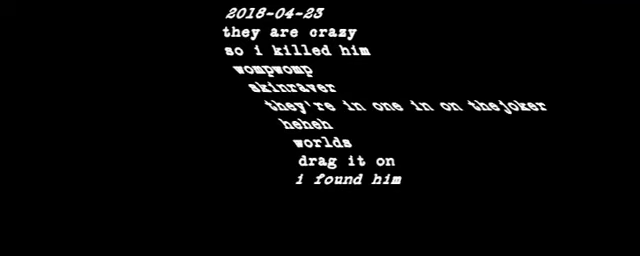 2018-04-23
they are crazy
so i killed him
wompwomp
skinraver
they're in one in on thejoker
heheh
worlds
drag it on
i found him